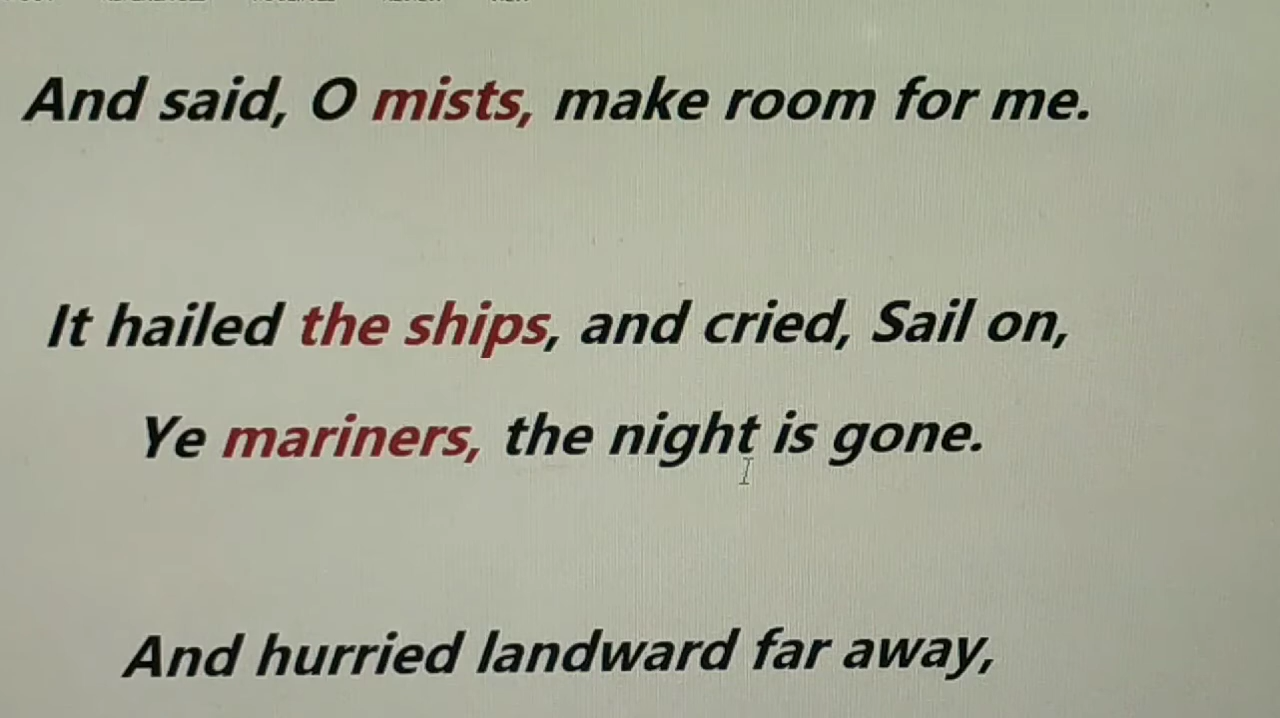 And said, O mists, make room for me.
It hailed the ships, and cried, Sail on,
Ye mariners, the night is gone.
And hurried landward far away,